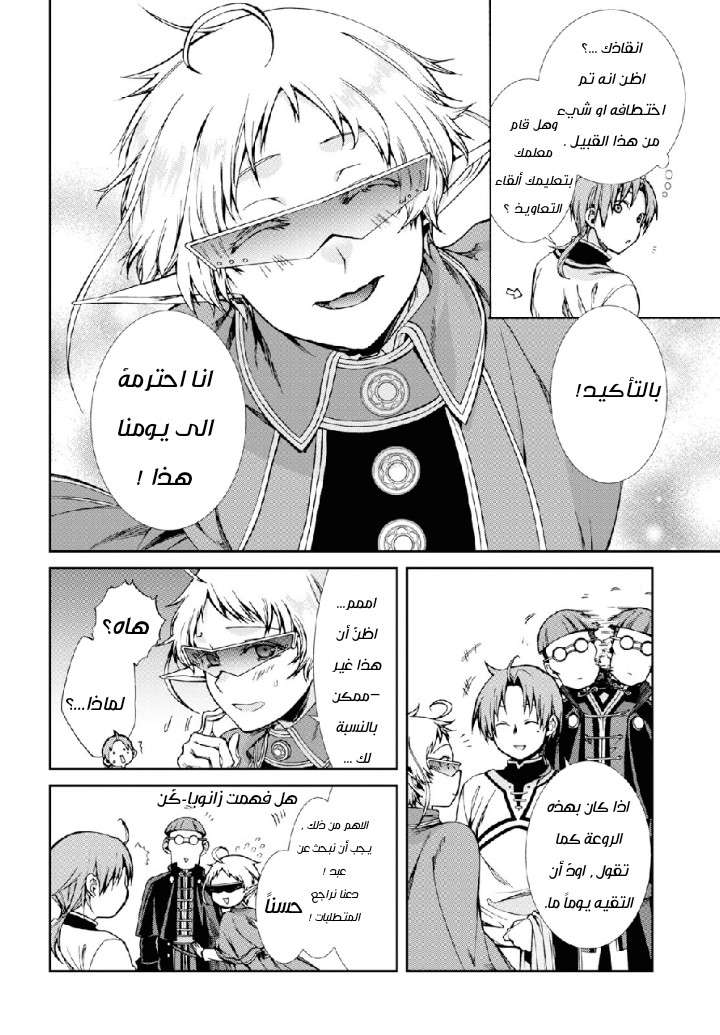 انقاذك ...؟
اظن انه تم
اختطافه او شيء
من هذا القبيل .
وهل قام
معلمك
بتعليمك ألقاء
التعاويذ ؟
بالتأكيد!
انا احترمهُ
الى يومنا
هذا !
اذا كان بهذه
الروعة كما
تقول , اودُ أن
التقيه يوماً ما.
اممم...
اظنّ أن
هذا غير
ممكن–
بالنسبة
لك ...
هاه؟
لماذا...؟
الاهم من ذلك ,
يجب أن نبحث عن
عبد !
دعنا نراجع
المتطلبات !
هل فهمت زانوبا-كُن
حسناً